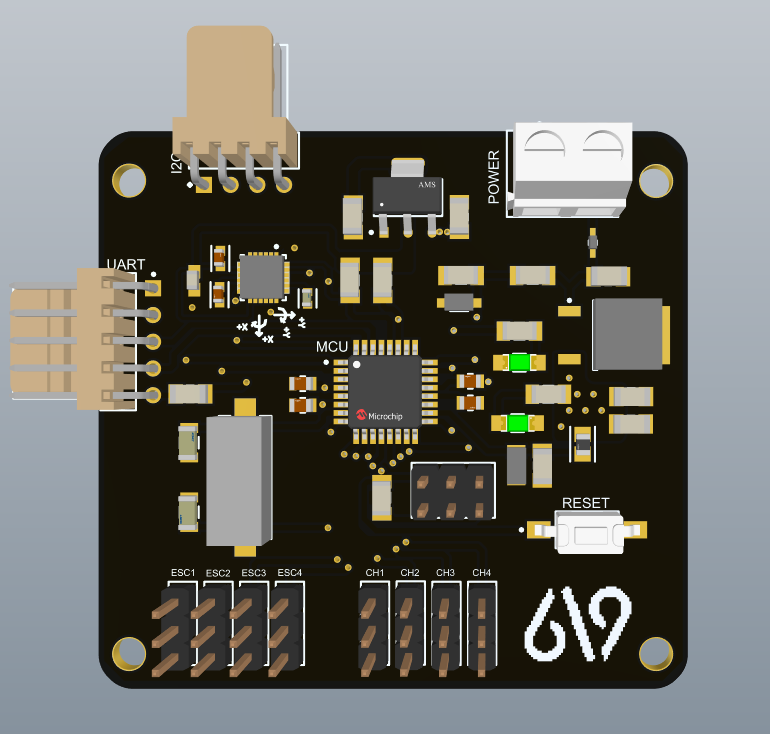 I2C
POWER
AMS
UART
+X
+X
+Y
+Y
MCU
Microchip
RESET
ESC1 ESC2 ESC3 ESC4 CH1 CH2 CH3 CH4